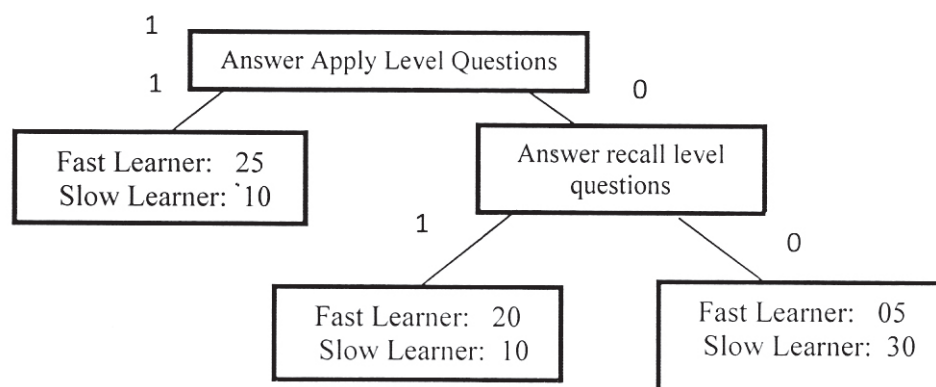 1
Answer Apply Level Questions
1
0
Fast Learner: 25
Slow Learner: 10
Answer recall level
questions
1
0
Fast Learner: 20
Slow Learner: 10
Fast Learner: 05
Slow Learner: 30